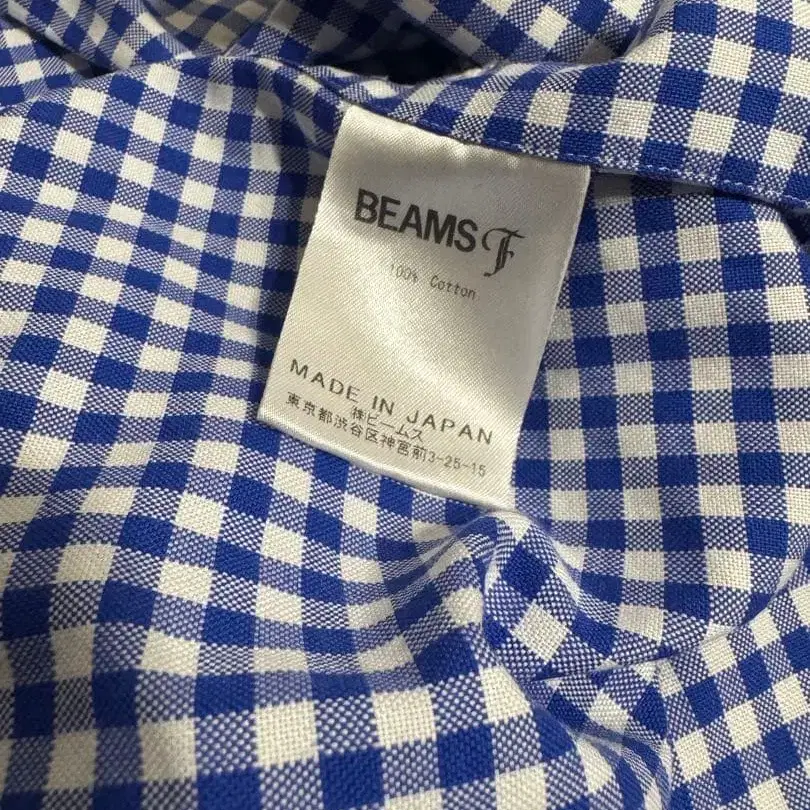 BEAMS F
100% Cotton
MADE IN JAPAN
㈱ビームス
東京都渋谷区神宮前3-25-15